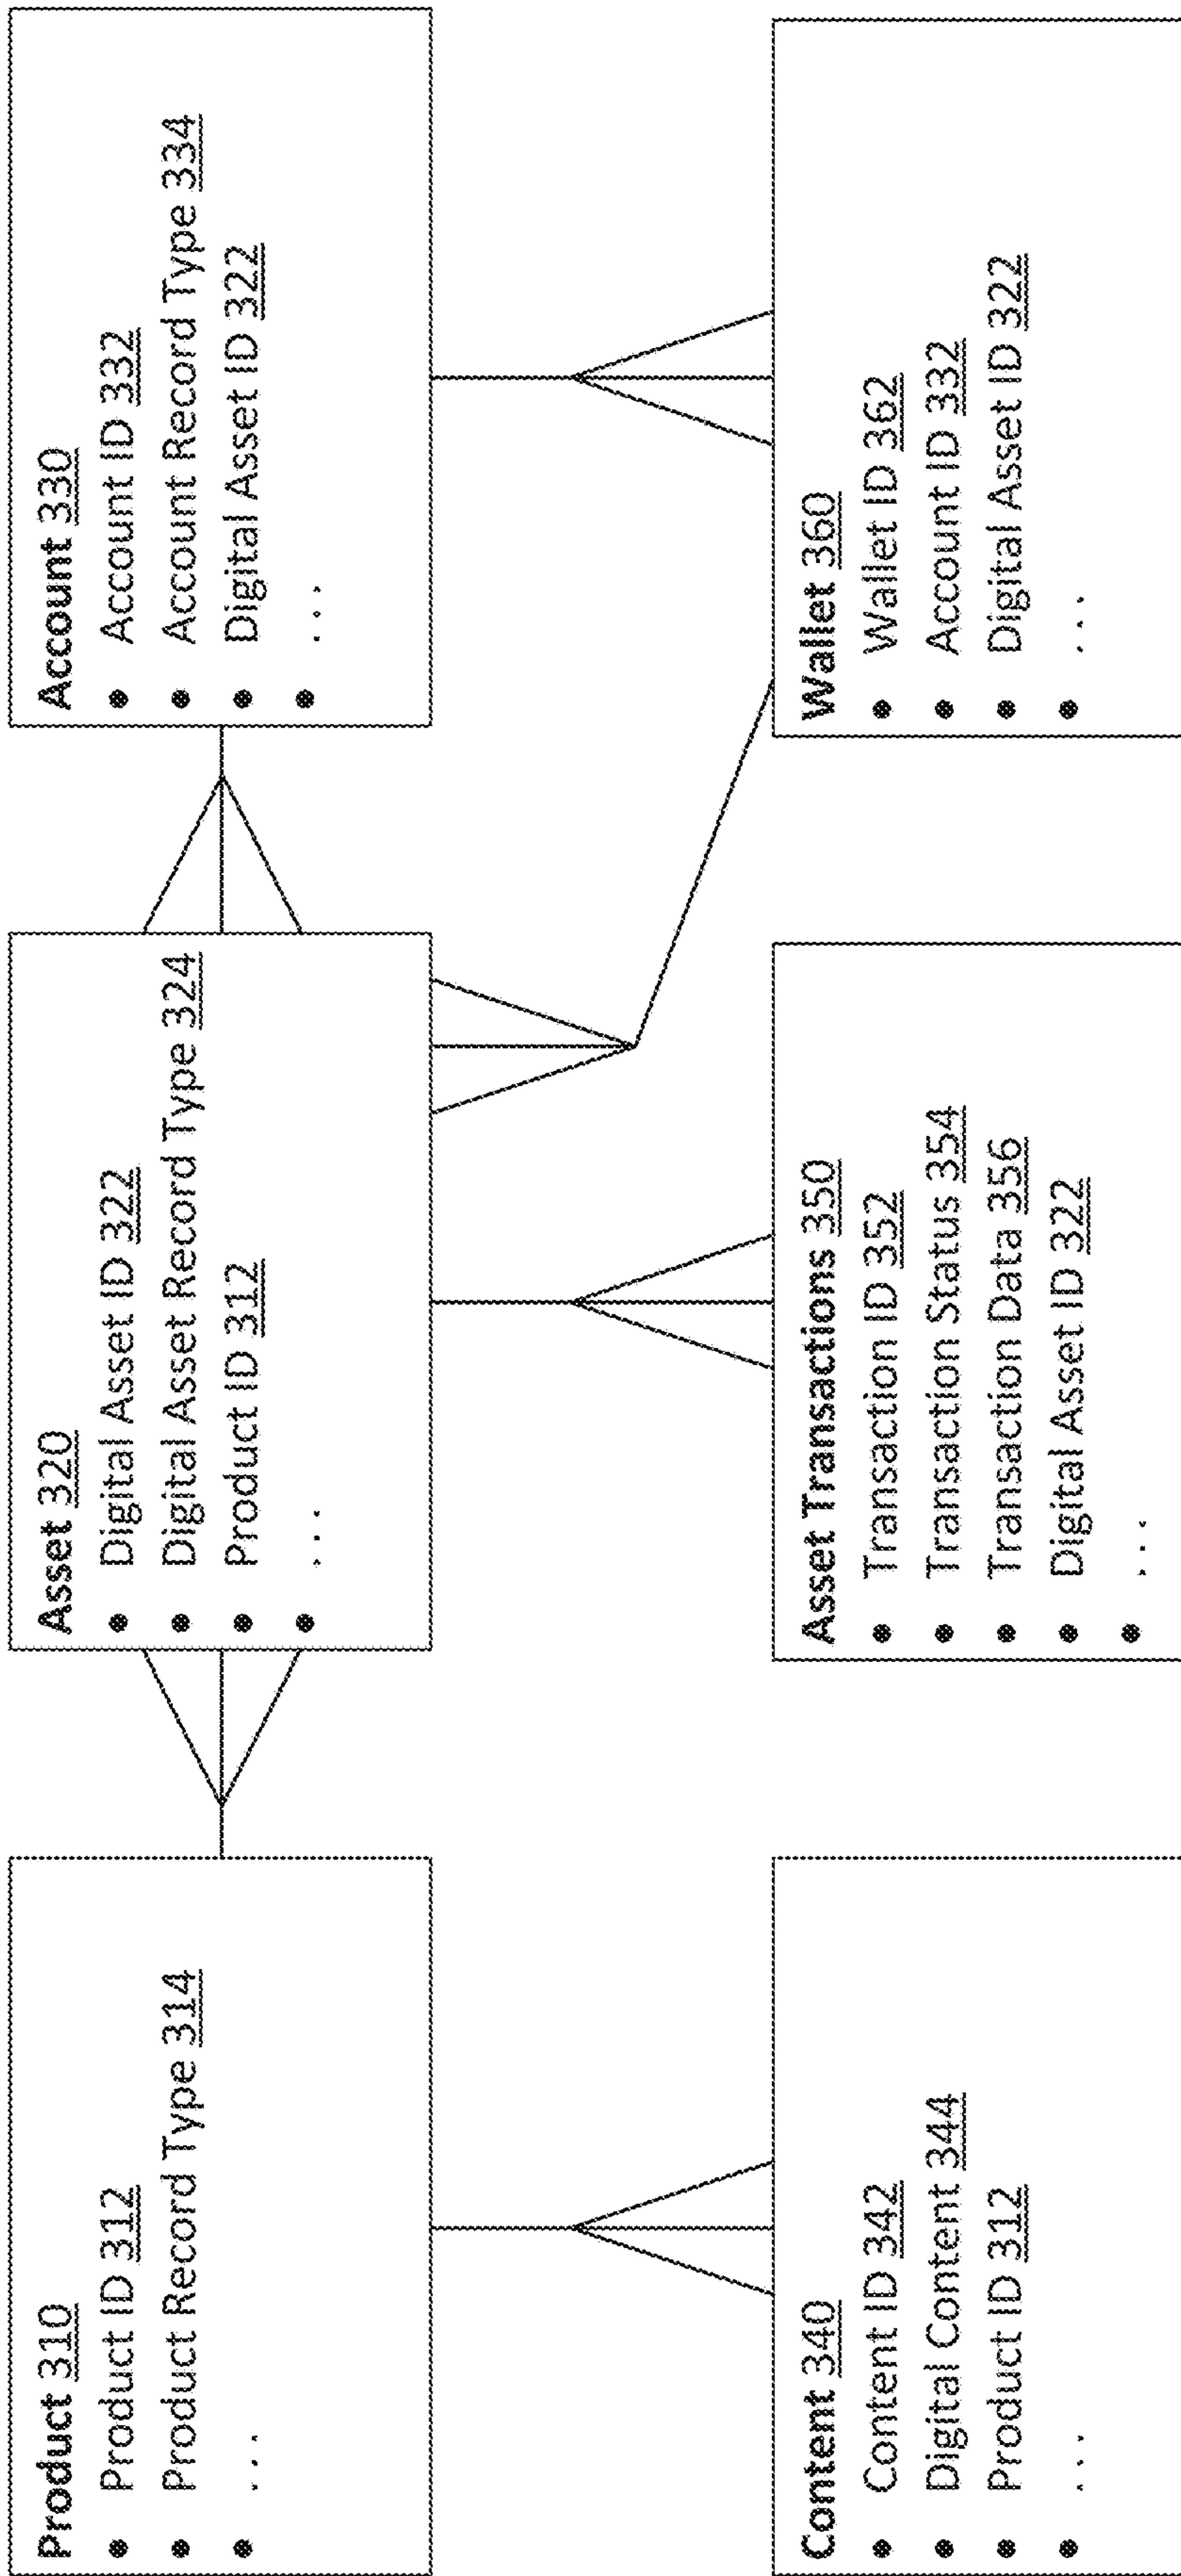 Product 310
• Product ID 312
• Product Record Type 314
• ...
Asset 320
• Digital Asset ID 322
• Digital Asset Record Type 324
• Product ID 312
• ...
Account 330
• Account ID 332
• Account Record Type 334
• Digital Asset ID 322
• ...
Content 340
• Content ID 342
• Digital Content 344
• Product ID 312
• ...
Asset Transactions 350
• Transaction ID 352
• Transaction Status 354
• Transaction Data 356
• Digital Asset ID 322
• ...
Wallet 360
• Wallet ID 362
• Account ID 332
• Digital Asset ID 322
• ...